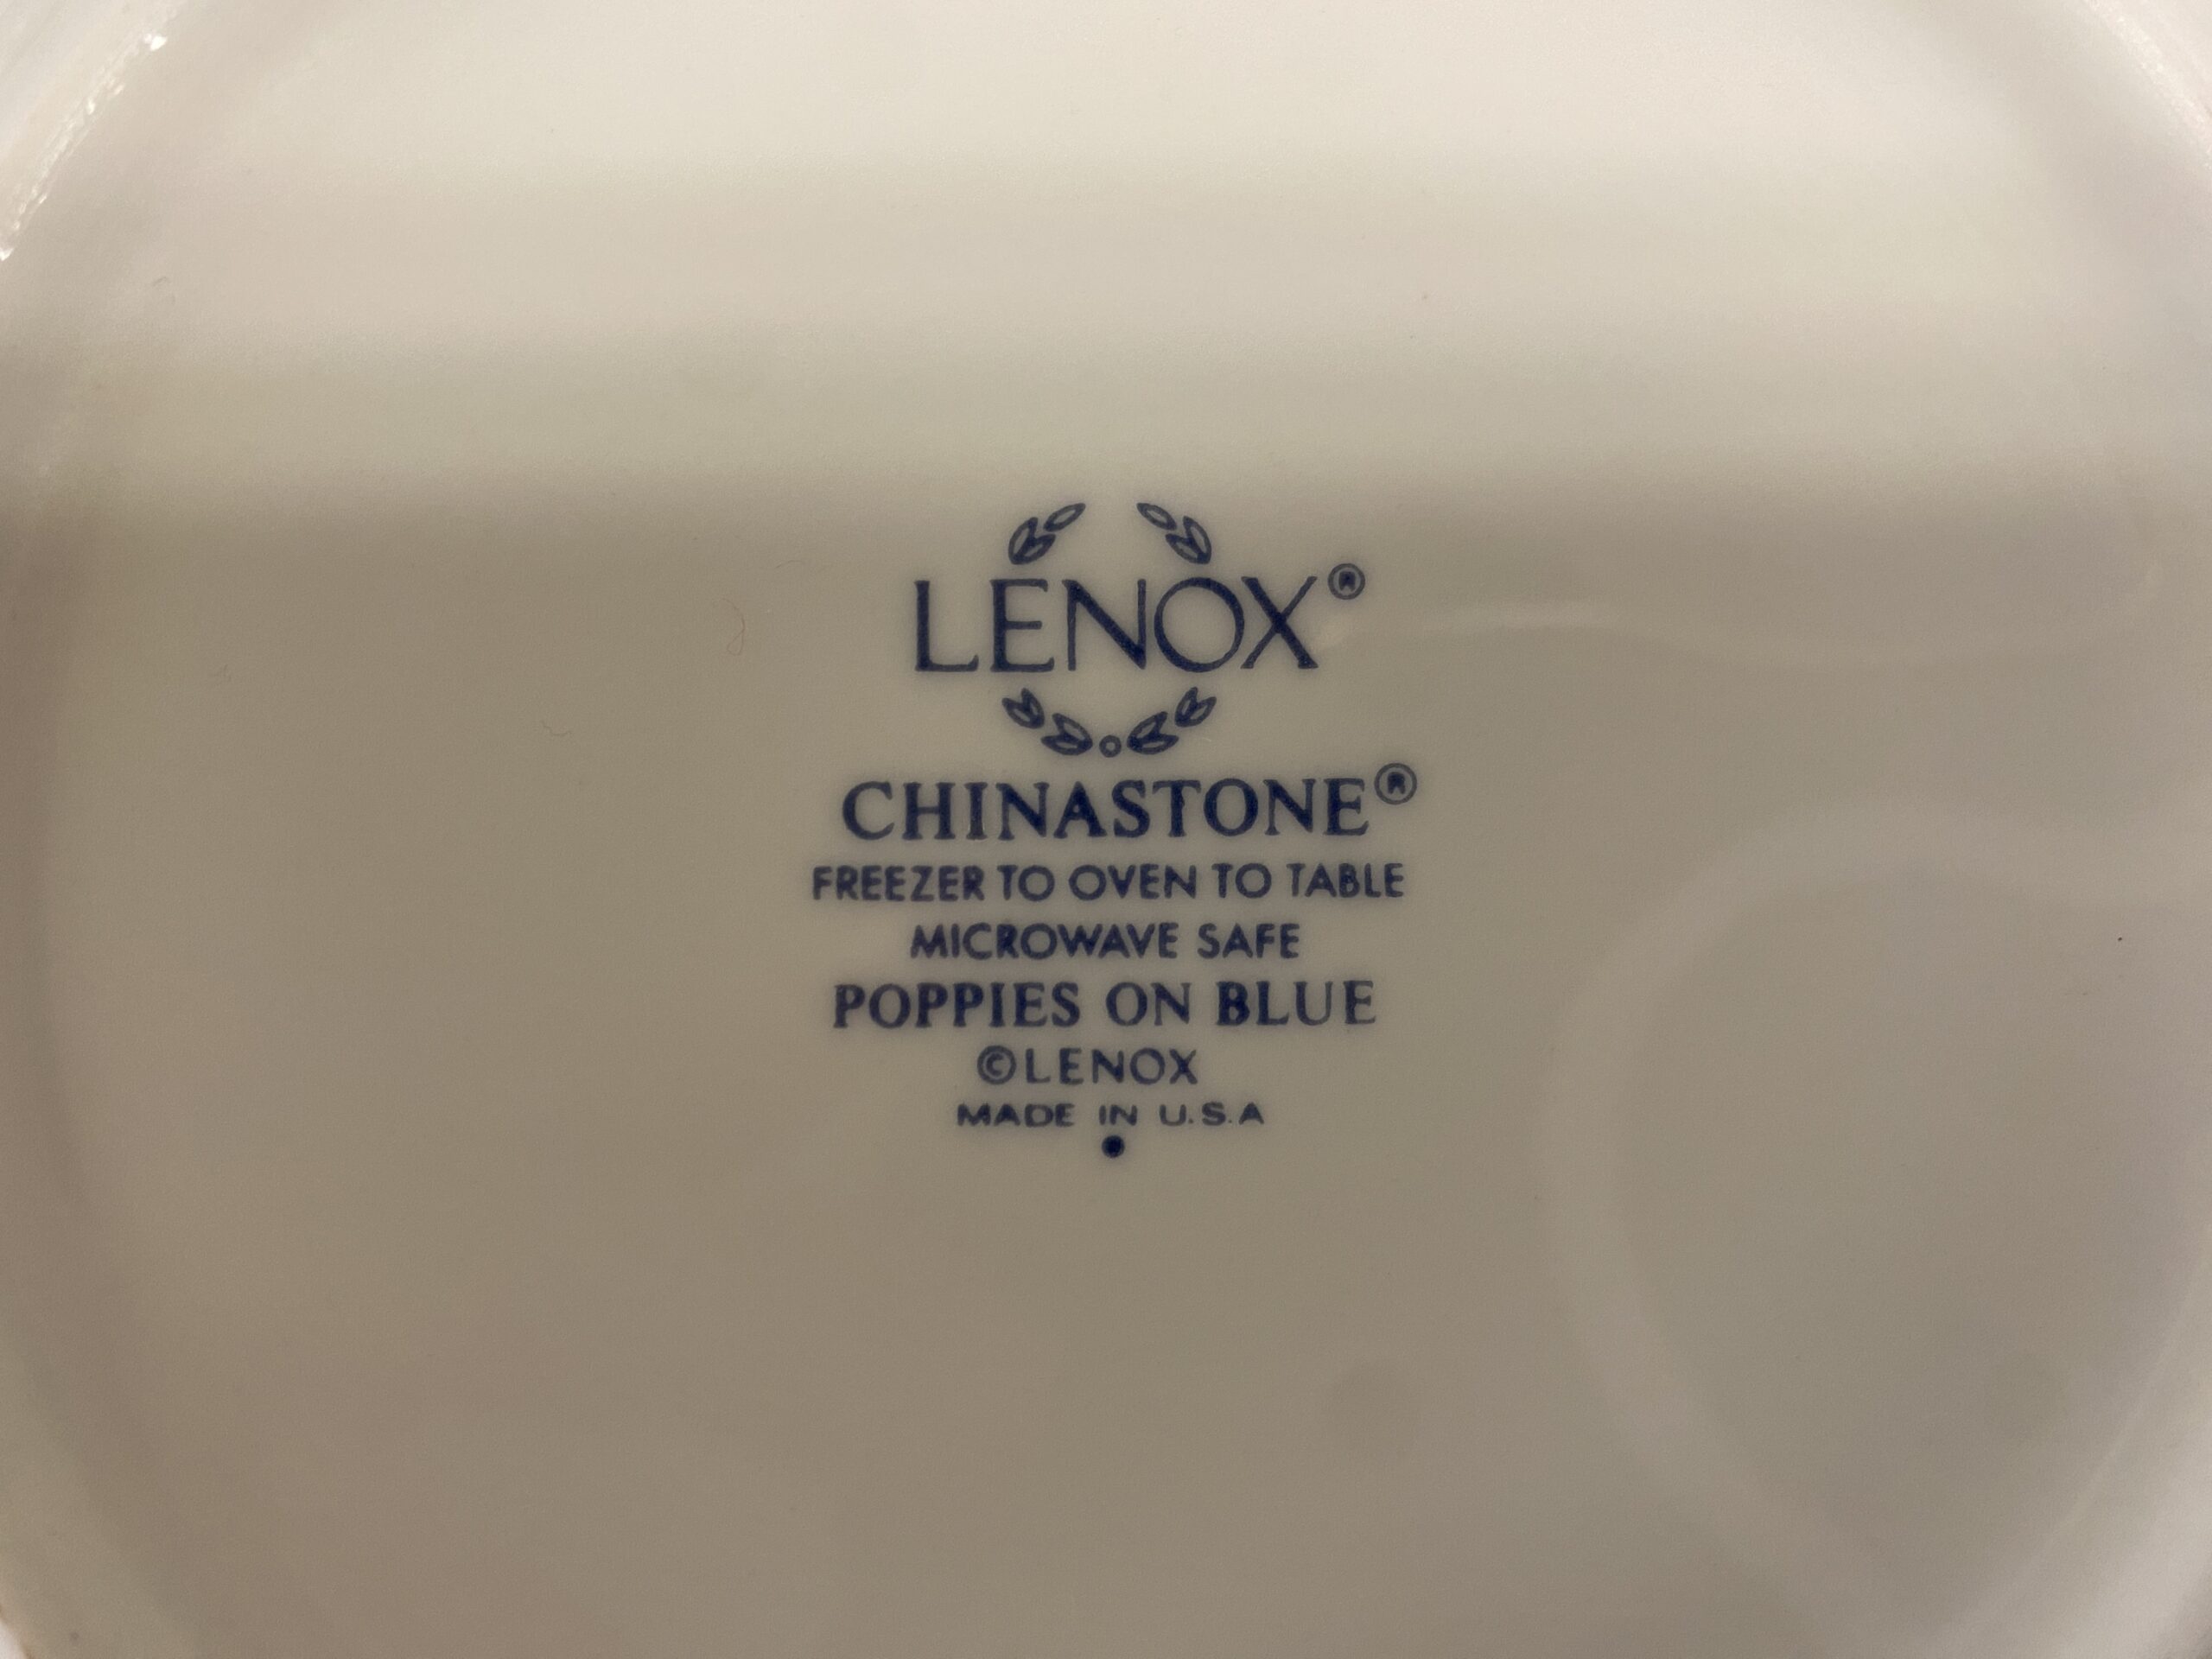 LENOX®
CHINASTONE®
FREEZER TO OVEN TO TABLE
MICROWAVE SAFE
POPPIES ON BLUE
©LENOX
MADE IN U.S.A